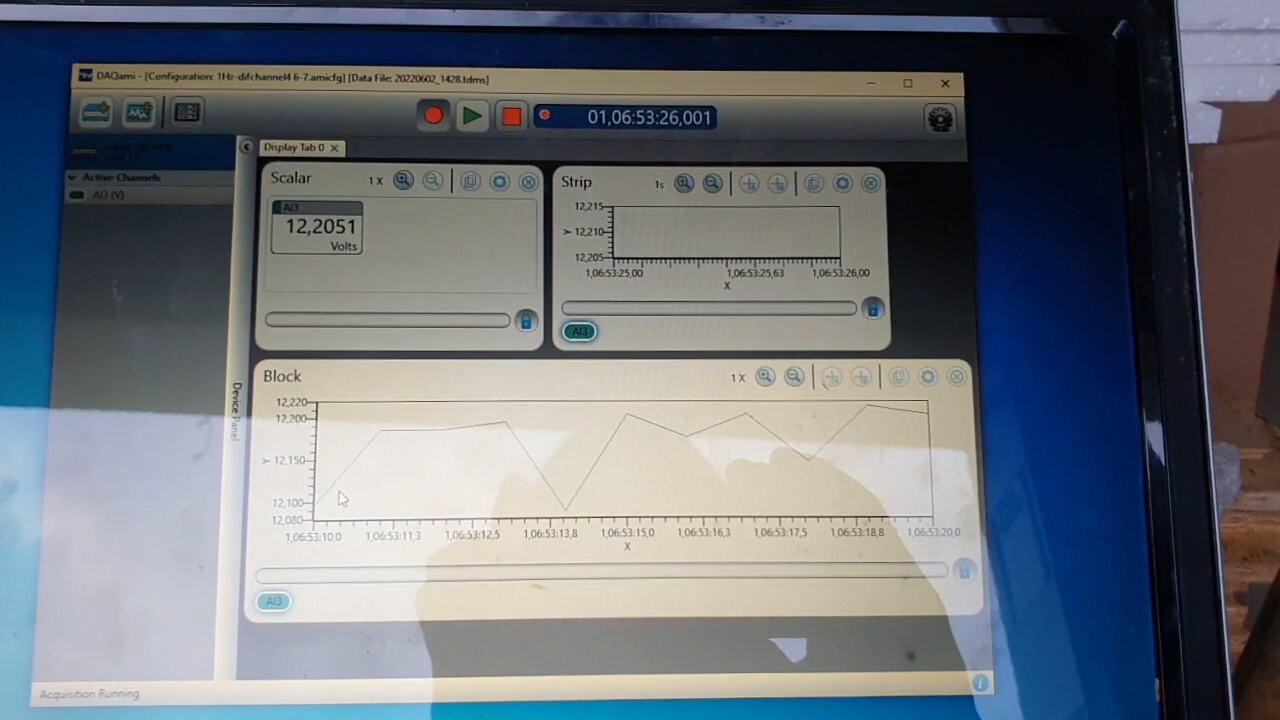 DAQami - [Configuration: 1Hz-difchannel4 6-7.amicfg] [Data File: 20220602_1428.tdms]
01,06:53:26,001
Display Tab 0
Active Channels
AI3 (V)
Device Panel
Scalar 1 X
AI3
12,2051
Volts
Strip 1s
12,215
12,210
12,205
Y
1,06:53:25,00 1,06:53:25,63 1,06:53:26,00
X
AI3
Block 1 X
12,220
12,200
12,150
12,100
12,080
Y
1,06:53:10,0 1,06:53:11,3 1,06:53:12,5 1,06:53:13,8 1,06:53:15,0 1,06:53:16,3 1,06:53:17,5 1,06:53:18,8 1,06:53:20,0
X
AI3
Acquisition Running